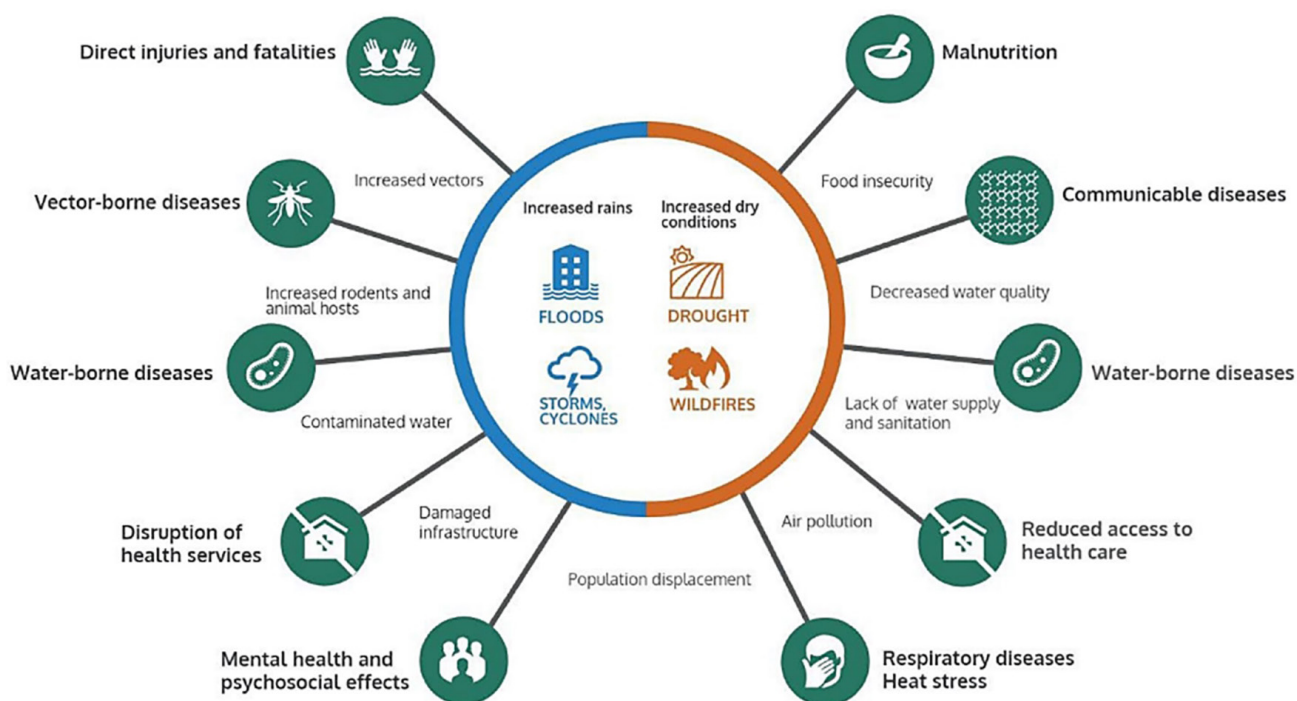 Direct injuries and fatalities
Malnutrition
Increased vectors
Food insecurity
Vector-borne diseases
Communicable diseases
Increased rains
Increased dry
conditions
Increased rodents and
animal hosts
Decreased water quality
FLOODS
DROUGHT
Water-borne diseases
Water-borne diseases
STORMS,
CYCLONES
WILDFIRES
Contaminated water
Lack of water supply
and sanitation
Damaged
infrastructure
Air pollution
Disruption of
health services
Reduced access to
health care
Population displacement
Mental health and
psychosocial effects
Respiratory diseases
Heat stress